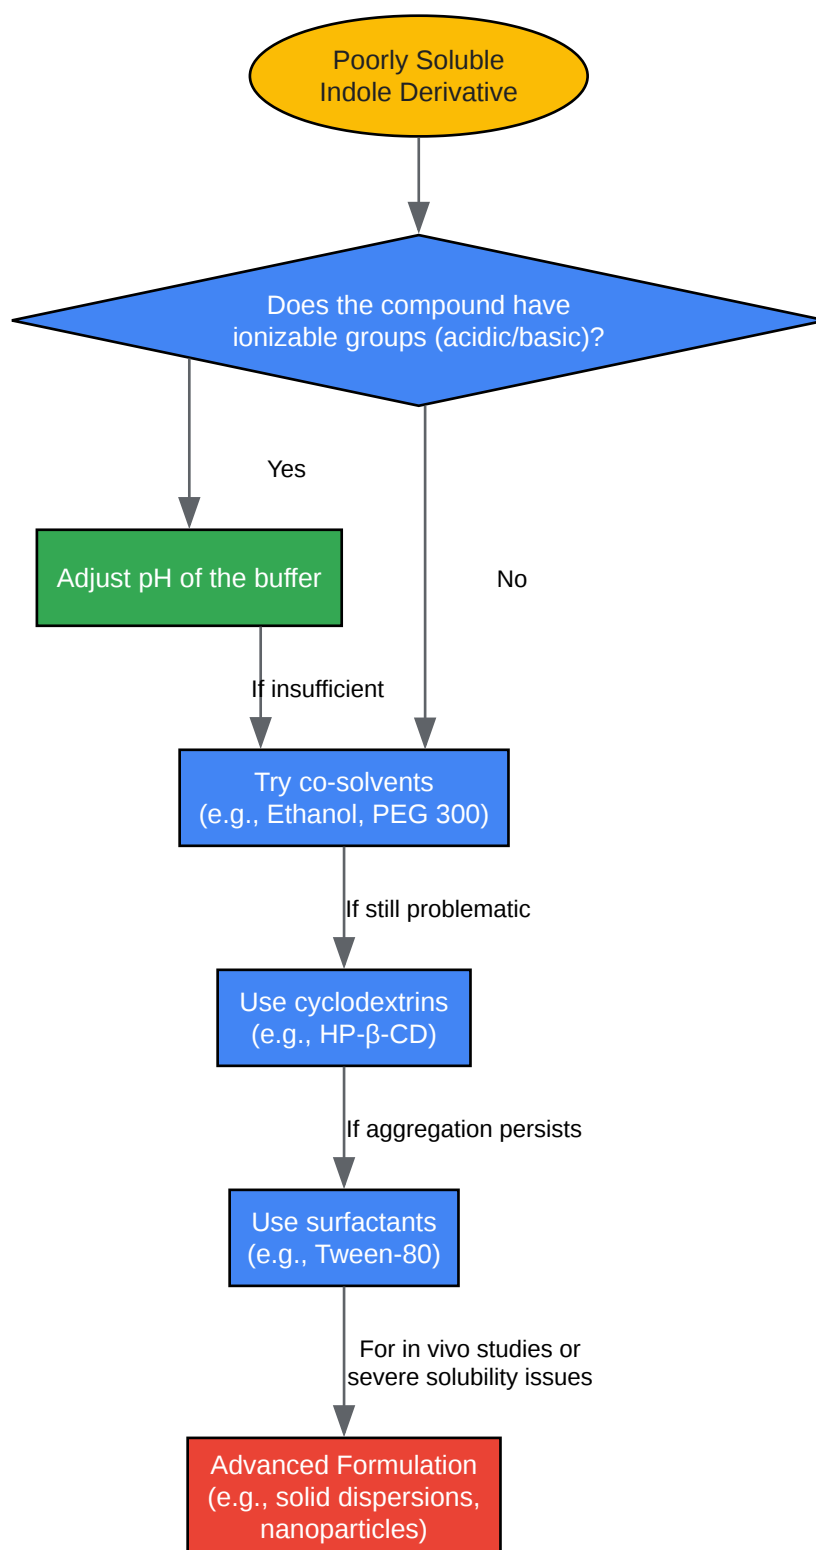 Poorly Soluble
Indole Derivative
Does the compound have
ionizable groups (acidic/basic)?
Yes
Adjust pH of the buffer
No
If insufficient
Try co-solvents
(e.g., Ethanol, PEG 300)
If still problematic
Use cyclodextrins
(e.g., HP-β-CD)
If aggregation persists
Use surfactants
(e.g., Tween-80)
For in vivo studies or
severe solubility issues
Advanced Formulation
(e.g., solid dispersions,
nanoparticles)